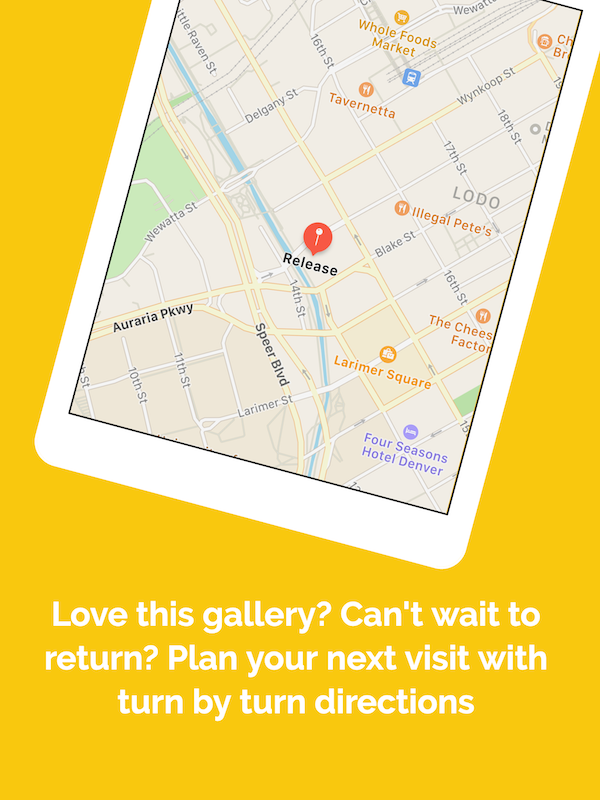 Wewatta
Whole Foods
Market
ttle Raven St
16th St
Ch
Br
Wynkoop St
Delgany St
Tavernetta
18th St
17th St
LODO
Wewatta St
Illegal Pete's
Blake St
Release
16th St
14th St
Auraria Pkwy
The Chees
Factor
Speer Blvd
Larimer Square
11th St
10th St
Larimer St
Four Seasons
Hotel Denver
Love this gallery? Can't wait to
return? Plan your next visit with
turn by turn directions